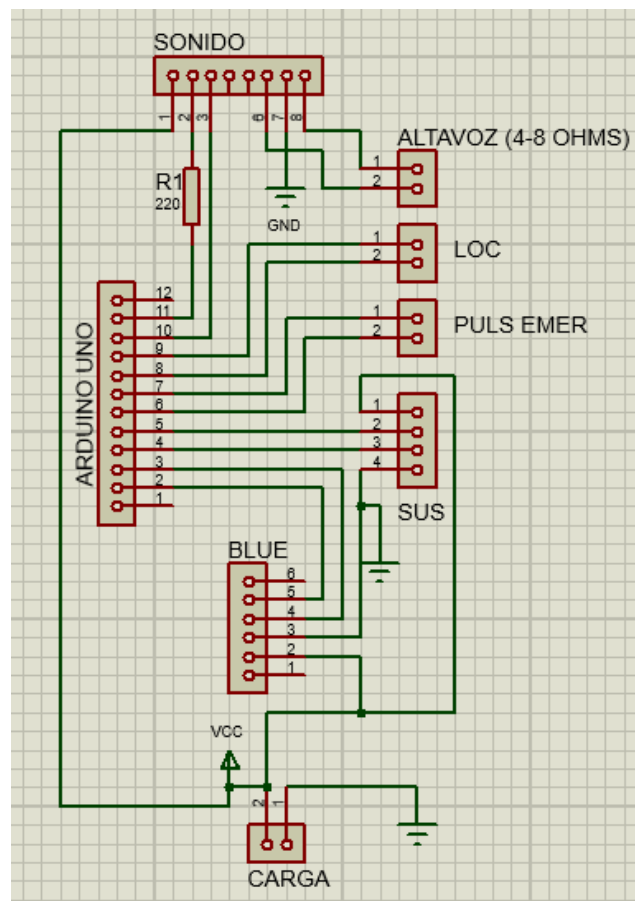 SONIDO
1 2 3 6 7 8
ALTAVOZ (4-8 OHMS)
1
2
R1
220
GND
1
2
LOC
12
11
10
9
8
7
6
5
4
3
2
1
ARDUINO UNO
1
2
PULS EMER
1
2
3
4
SUS
BLUE
6
5
4
3
2
1
VCC
2 1
CARGA